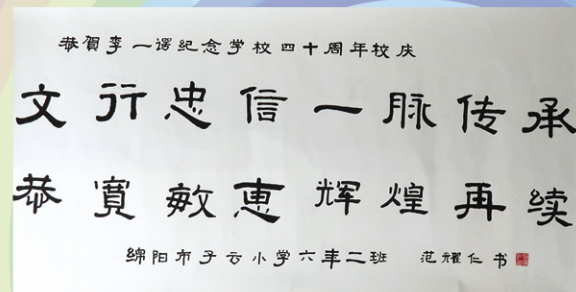 恭賀李一谔纪念学校四十周年校庆
文行忠信一脉传承
恭寬敏惠辉煌再续
绵阳市子云小学六年二班 范耀仁书